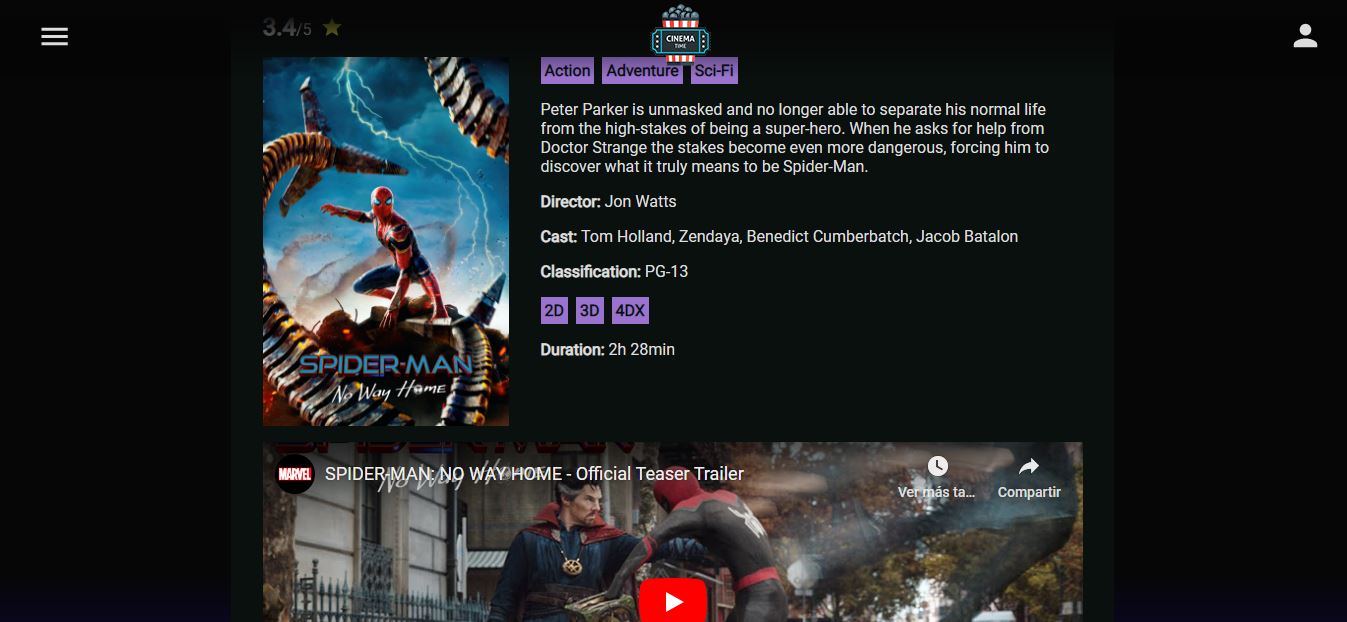 3.4/5
CINEMA
TIME
Action Adventure Sci-Fi
Peter Parker is unmasked and no longer able to separate his normal life
from the high-stakes of being a super-hero. When he asks for help from
Doctor Strange the stakes become even more dangerous, forcing him to
discover what it truly means to be Spider-Man.
Director: Jon Watts
Cast: Tom Holland, Zendaya, Benedict Cumberbatch, Jacob Batalon
Classification: PG-13
2D 3D 4DX
Duration: 2h 28min
SPIDER-MAN
NO WAY HOME
MARVEL
SPIDER-MAN: NO WAY HOME - Official Teaser Trailer
No Way Home
Ver más ta...
Compartir